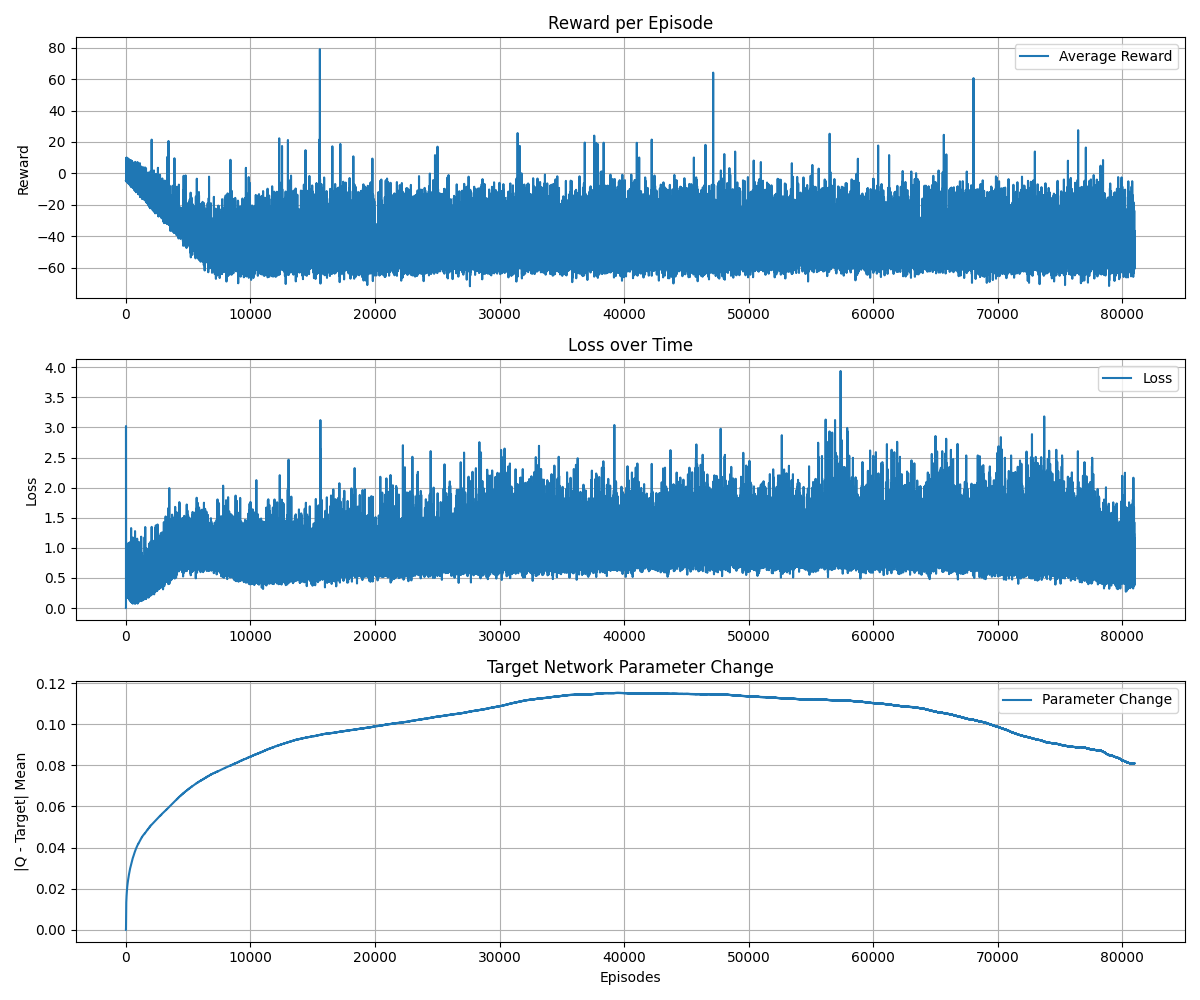 Reward per Episode
Average Reward
Reward
80
60
40
20
0
−20
−40
−60
0 10000 20000 30000 40000 50000 60000 70000 80000
Loss over Time
Loss
Loss
4.0
3.5
3.0
2.5
2.0
1.5
1.0
0.5
0.0
0 10000 20000 30000 40000 50000 60000 70000 80000
Target Network Parameter Change
Parameter Change
|Q - Target| Mean
0.12
0.10
0.08
0.06
0.04
0.02
0.00
0 10000 20000 30000 40000 50000 60000 70000 80000
Episodes